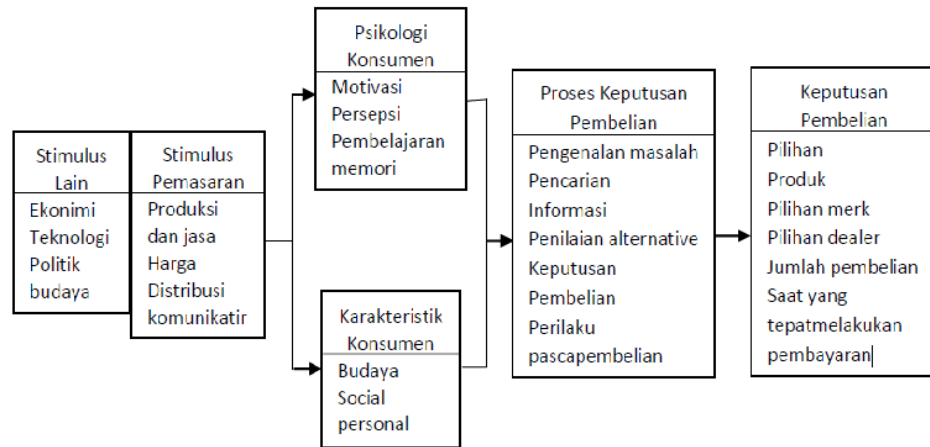 Stimulus
Lain
Ekonimi
Teknologi
Politik
budaya
Stimulus
Pemasaran
Produksi
dan jasa
Harga
Distribusi
komunikatir
Psikologi
Konsumen
Motivasi
Persepsi
Pembelajaran
memori
Karakteristik
Konsumen
Budaya
Social
personal
Proses Keputusan
Pembelian
Pengenalan masalah
Pencarian
Informasi
Penilaian alternative
Keputusan
Pembelian
Perilaku
pascapembelian
Keputusan
Pembelian
Pilihan
Produk
Pilihan merk
Pilihan dealer
Jumlah pembelian
Saat yang
tepatmelakukan
pembayaran